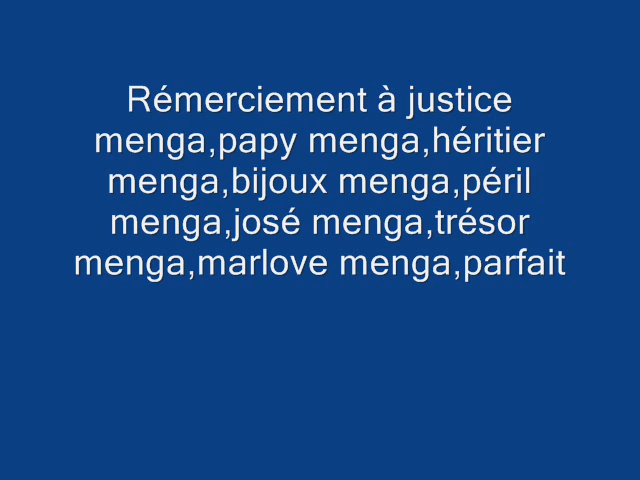 Rémerciement à justice
menga,papy menga,héritier
menga,bijoux menga,péril
menga,josé menga,trésor
menga,marlove menga,parfait